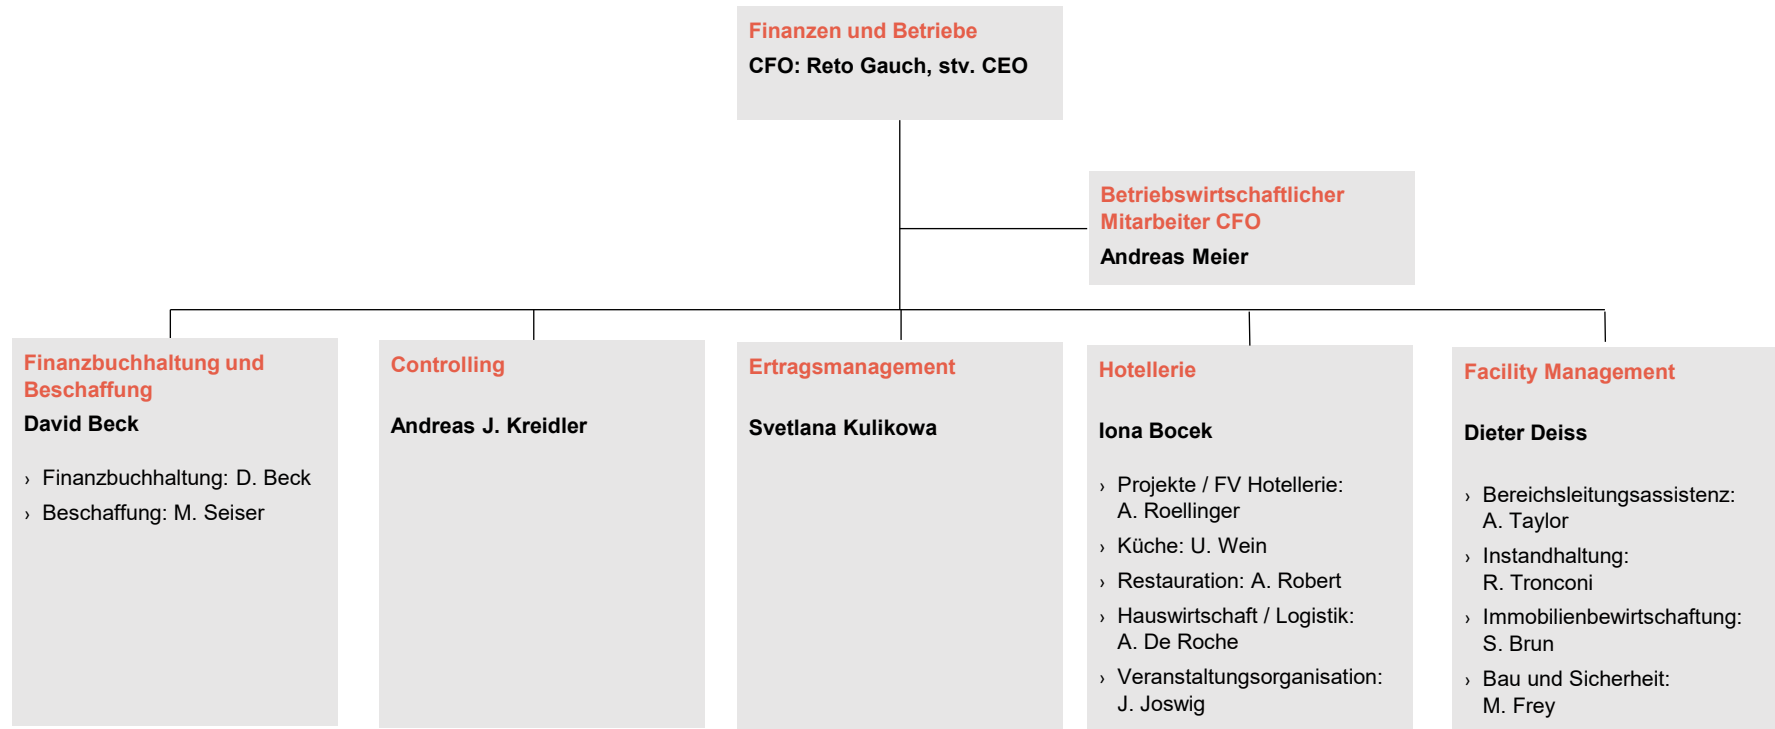 Finanzen und Betriebe
CFO: Reto Gauch, stv. CEO
Betriebswirtschaftlicher
Mitarbeiter CFO
Andreas Meier
Finanzbuchhaltung und
Beschaffung
David Beck
› Finanzbuchhaltung: D. Beck
› Beschaffung: M. Seiser
Controlling
Andreas J. Kreidler
Ertragsmanagement
Svetlana Kulikowa
Hotellerie
Iona Bocek
› Projekte / FV Hotellerie:
A. Roellinger
› Küche: U. Wein
› Restauration: A. Robert
› Hauswirtschaft / Logistik:
A. De Roche
› Veranstaltungsorganisation:
J. Joswig
Facility Management
Dieter Deiss
› Bereichsleitungsassistenz:
A. Taylor
› Instandhaltung:
R. Tronconi
› Immobilienbewirtschaftung:
S. Brun
› Bau und Sicherheit:
M. Frey